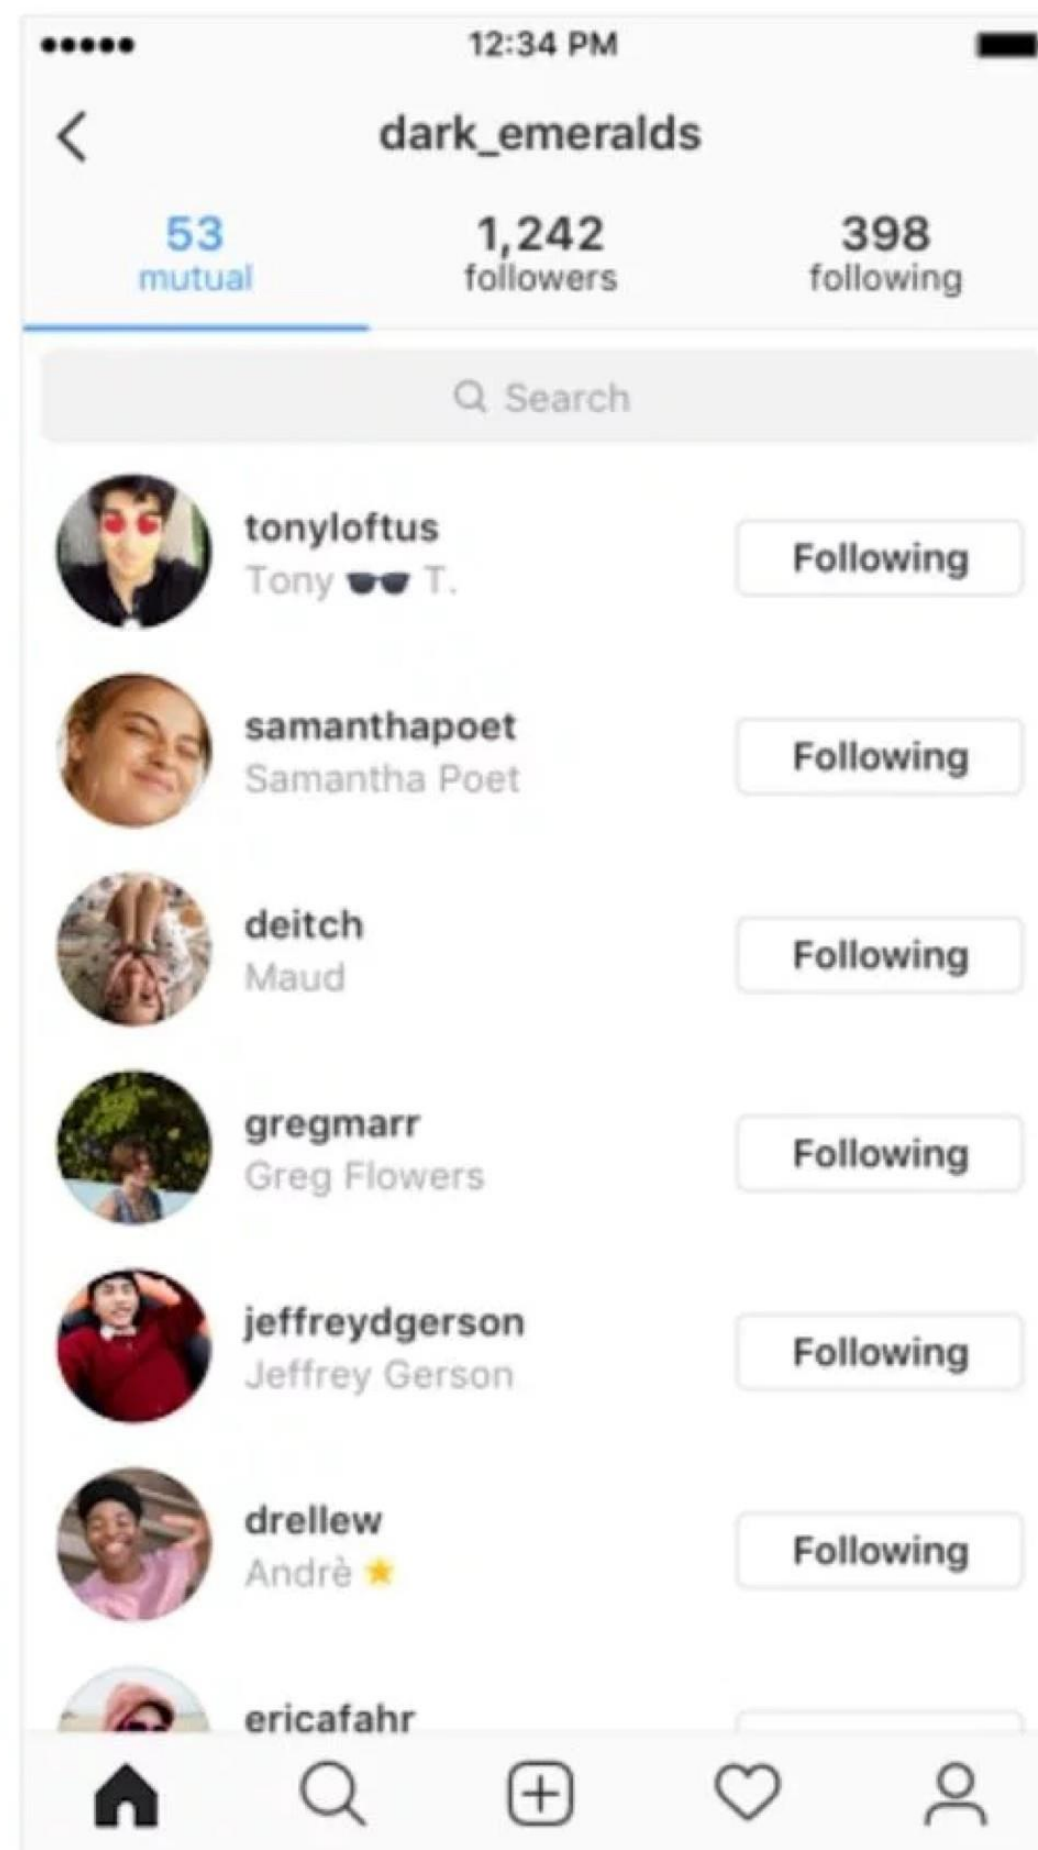 12:34 PM
dark_emeralds
53 1,242 398
mutual followers following
Search
tonyloftus
Tony 🕶️ T.
Following
samanthapoet
Samantha Poet
Following
deitch
Maud
Following
gregmarr
Greg Flowers
Following
jeffreydgerson
Jeffrey Gerson
Following
drellew
Andrè ⭐
Following
ericafahr